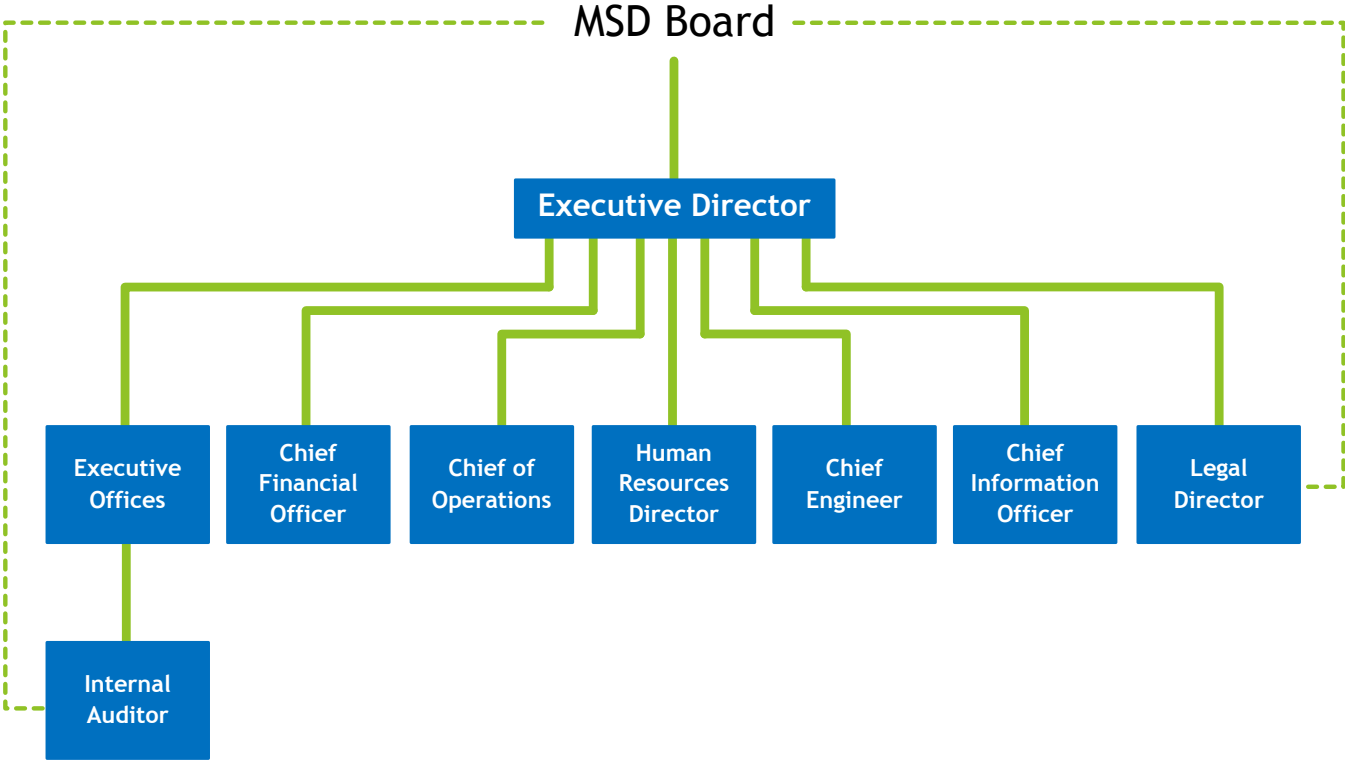 MSD Board
Executive Director
Executive
Offices
Chief
Financial
Officer
Chief of
Operations
Human
Resources
Director
Chief
Engineer
Chief
Information
Officer
Legal
Director
Internal
Auditor